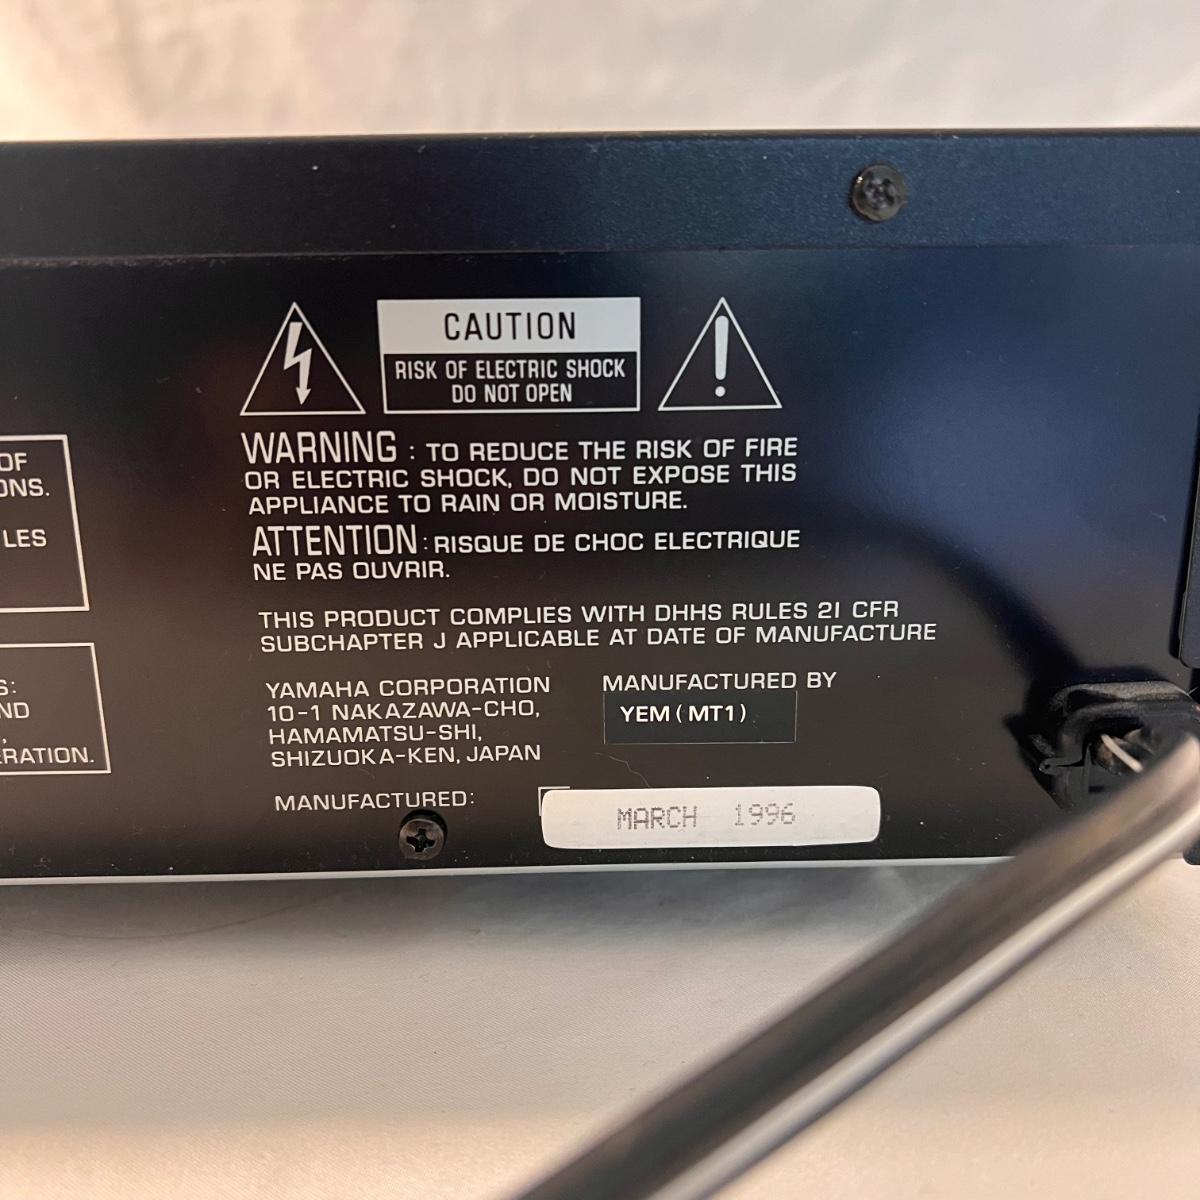 CAUTION
RISK OF ELECTRIC SHOCK
DO NOT OPEN
WARNING : TO REDUCE THE RISK OF FIRE
OR ELECTRIC SHOCK, DO NOT EXPOSE THIS
APPLIANCE TO RAIN OR MOISTURE.
ATTENTION : RISQUE DE CHOC ELECTRIQUE
NE PAS OUVRIR.
THIS PRODUCT COMPLIES WITH DHHS RULES 21 CFR
SUBCHAPTER J APPLICABLE AT DATE OF MANUFACTURE
YAMAHA CORPORATION
10-1 NAKAZAWA-CHO,
HAMAMATSU-SHI,
SHIZUOKA-KEN, JAPAN
MANUFACTURED BY
YEM ( MT1 )
MANUFACTURED:
MARCH 1996
OF
LES